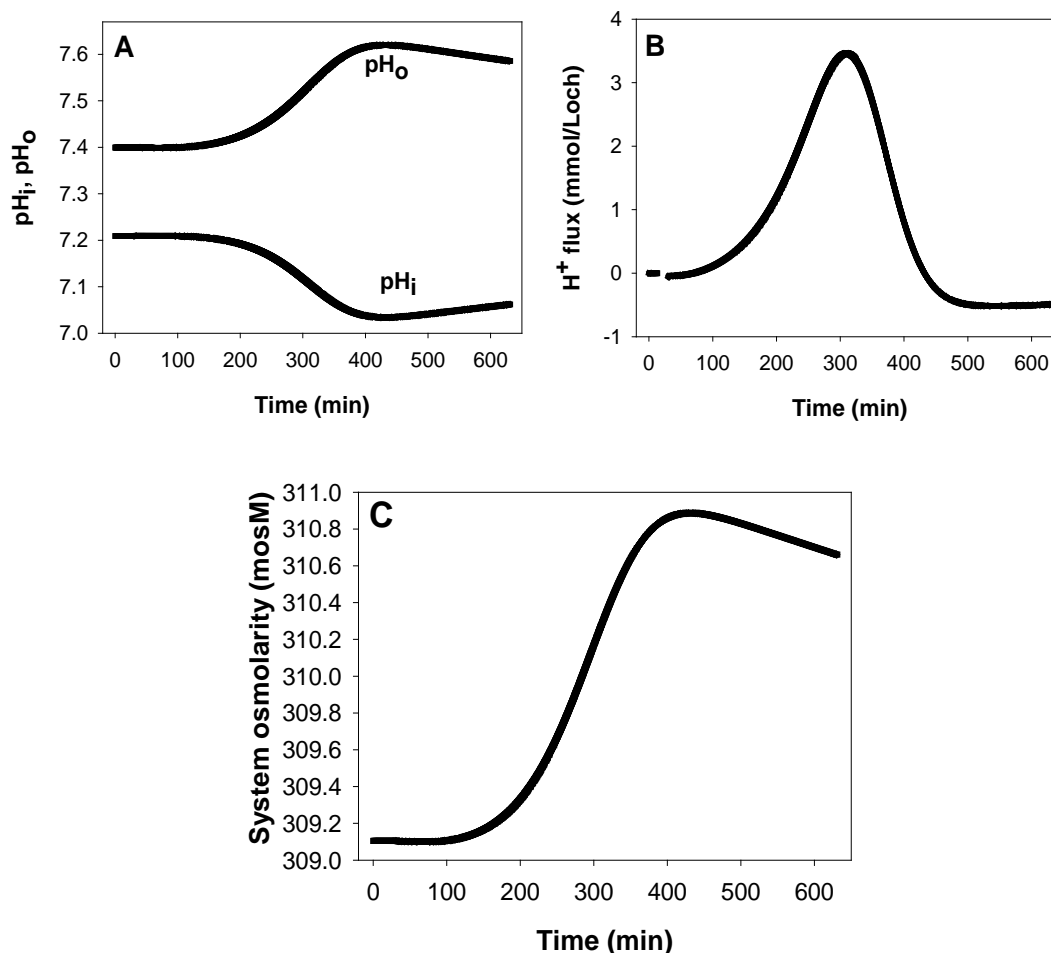 A
pHi, pHo
7.6
7.5
7.4
7.3
7.2
7.1
7.0
pHo
pHi
0 100 200 300 400 500 600
Time (min)
B
H+ flux (mmol/Loch)
4
3
2
1
0
-1
0 100 200 300 400 500 600
Time (min)
C
System osmolarity (mosM)
311.0
310.8
310.6
310.4
310.2
310.0
309.8
309.6
309.4
309.2
309.0
0 100 200 300 400 500 600
Time (min)